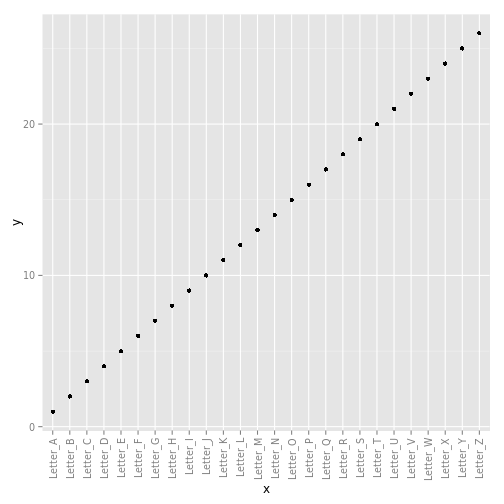 y
20
10
0
Letter_A
Letter_B
Letter_C
Letter_D
Letter_E
Letter_F
Letter_G
Letter_H
Letter_I
Letter_J
Letter_K
Letter_L
Letter_M
Letter_N
Letter_O
Letter_P
Letter_Q
Letter_R
Letter_S
Letter_T
Letter_U
Letter_V
Letter_W
Letter_X
Letter_Y
Letter_Z
x